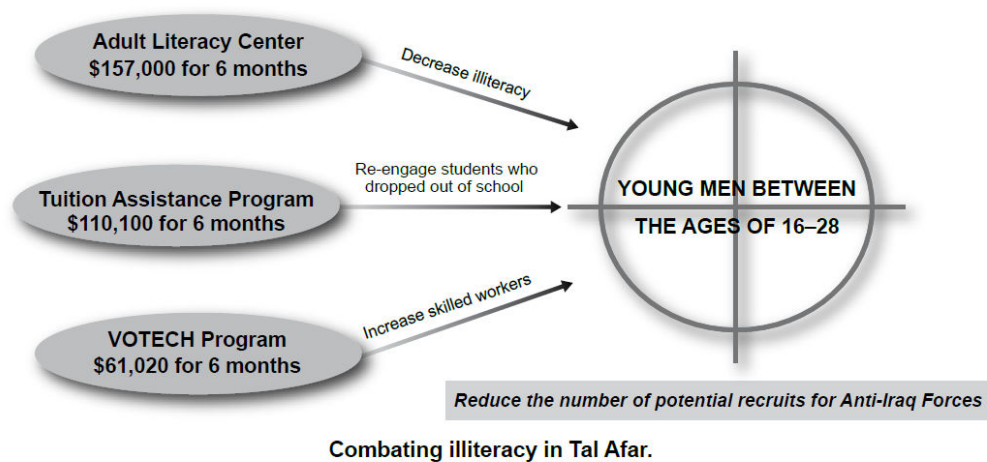 Adult Literacy Center
$157,000 for 6 months
Decrease illiteracy
Tuition Assistance Program
$110,100 for 6 months
Re-engage students who
dropped out of school
YOUNG MEN BETWEEN
THE AGES OF 16–28
VOTECH Program
$61,020 for 6 months
Increase skilled workers
Reduce the number of potential recruits for Anti-Iraq Forces
Combating illiteracy in Tal Afar.